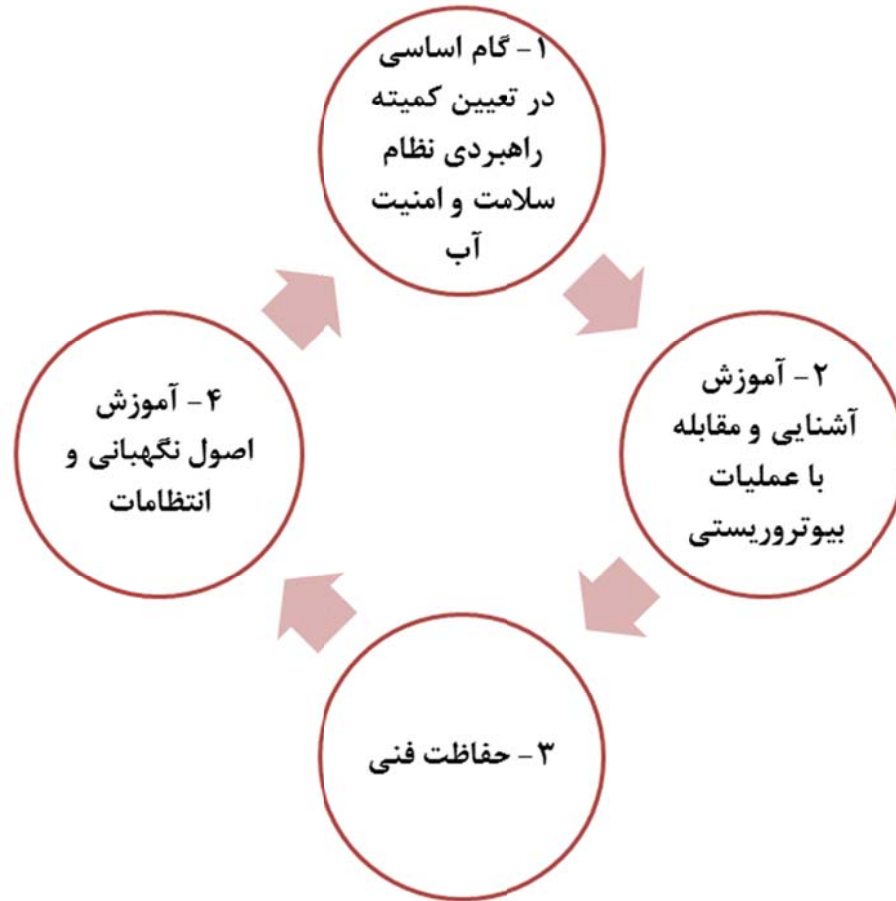 ۱- گام اساسی
در تعیین کمیته
راهبردی نظام
سلامت و امنیت
آب
۲- آموزش
آشنایی و مقابله
با عملیات
بیوتروریستی
۳- حفاظت فنی
۴- آموزش
اصول نگهبانی و
انتظامات